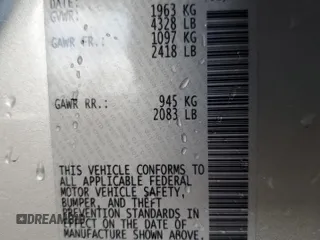 DATE:
GVWR: 1963 KG
4328 LB
GAWR FR.: 1097 KG
2418 LB
GAWR RR.: 945 KG
2083 LB
THIS VEHICLE CONFORMS TO
ALL APPLICABLE FEDERAL
MOTOR VEHICLE SAFETY,
BUMPER, AND THEFT
PREVENTION STANDARDS IN
EFFECT ON THE DATE OF
MANUFACTURE SHOWN ABOVE.